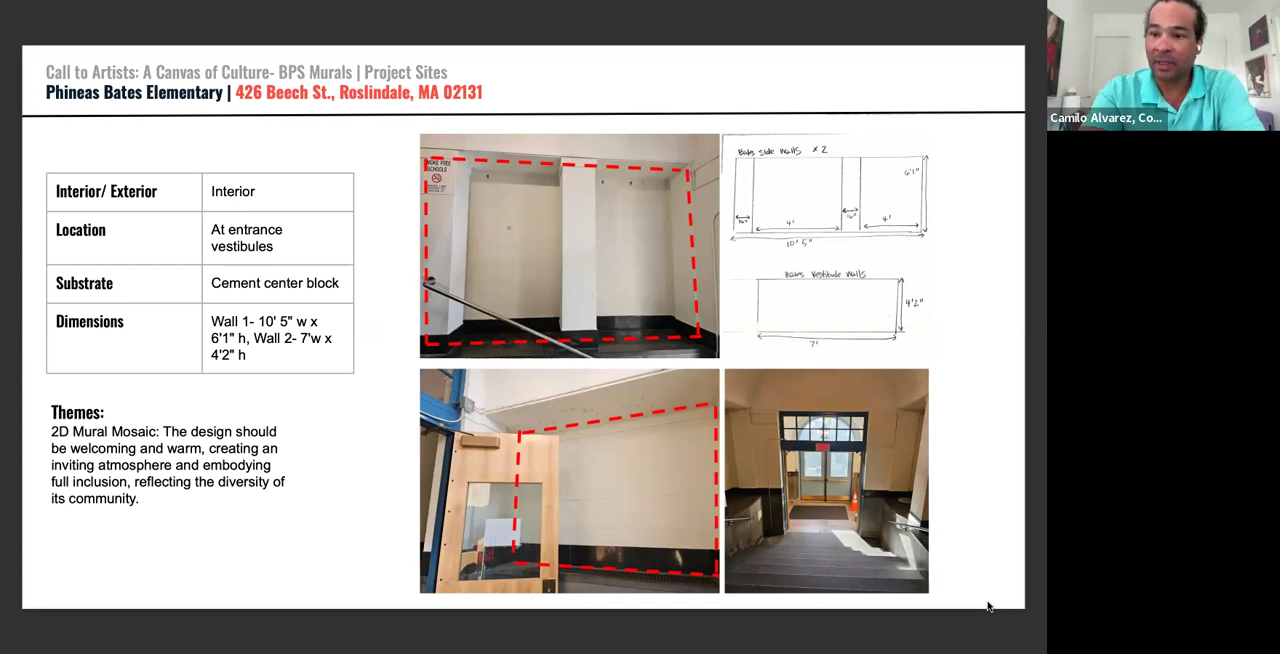 Call to Artists: A Canvas of Culture- BPS Murals | Project Sites
Phineas Bates Elementary | 426 Beech St., Roslindale, MA 02131
Interior/ Exterior
Interior
Location
At entrance
vestibules
Substrate
Cement center block
Dimensions
Wall 1- 10' 5" w x
6'1" h, Wall 2- 7'w x
4'2" h
Themes:
2D Mural Mosaic: The design should
be welcoming and warm, creating an
inviting atmosphere and embodying
full inclusion, reflecting the diversity of
its community.
SMOKE FREE
SCHOOLS
Bates Side Walls x 2
6'1"
4'
4'
10' 5"
Bates Vestibule Walls
4'2"
7'
Camilo Alvarez, Co...